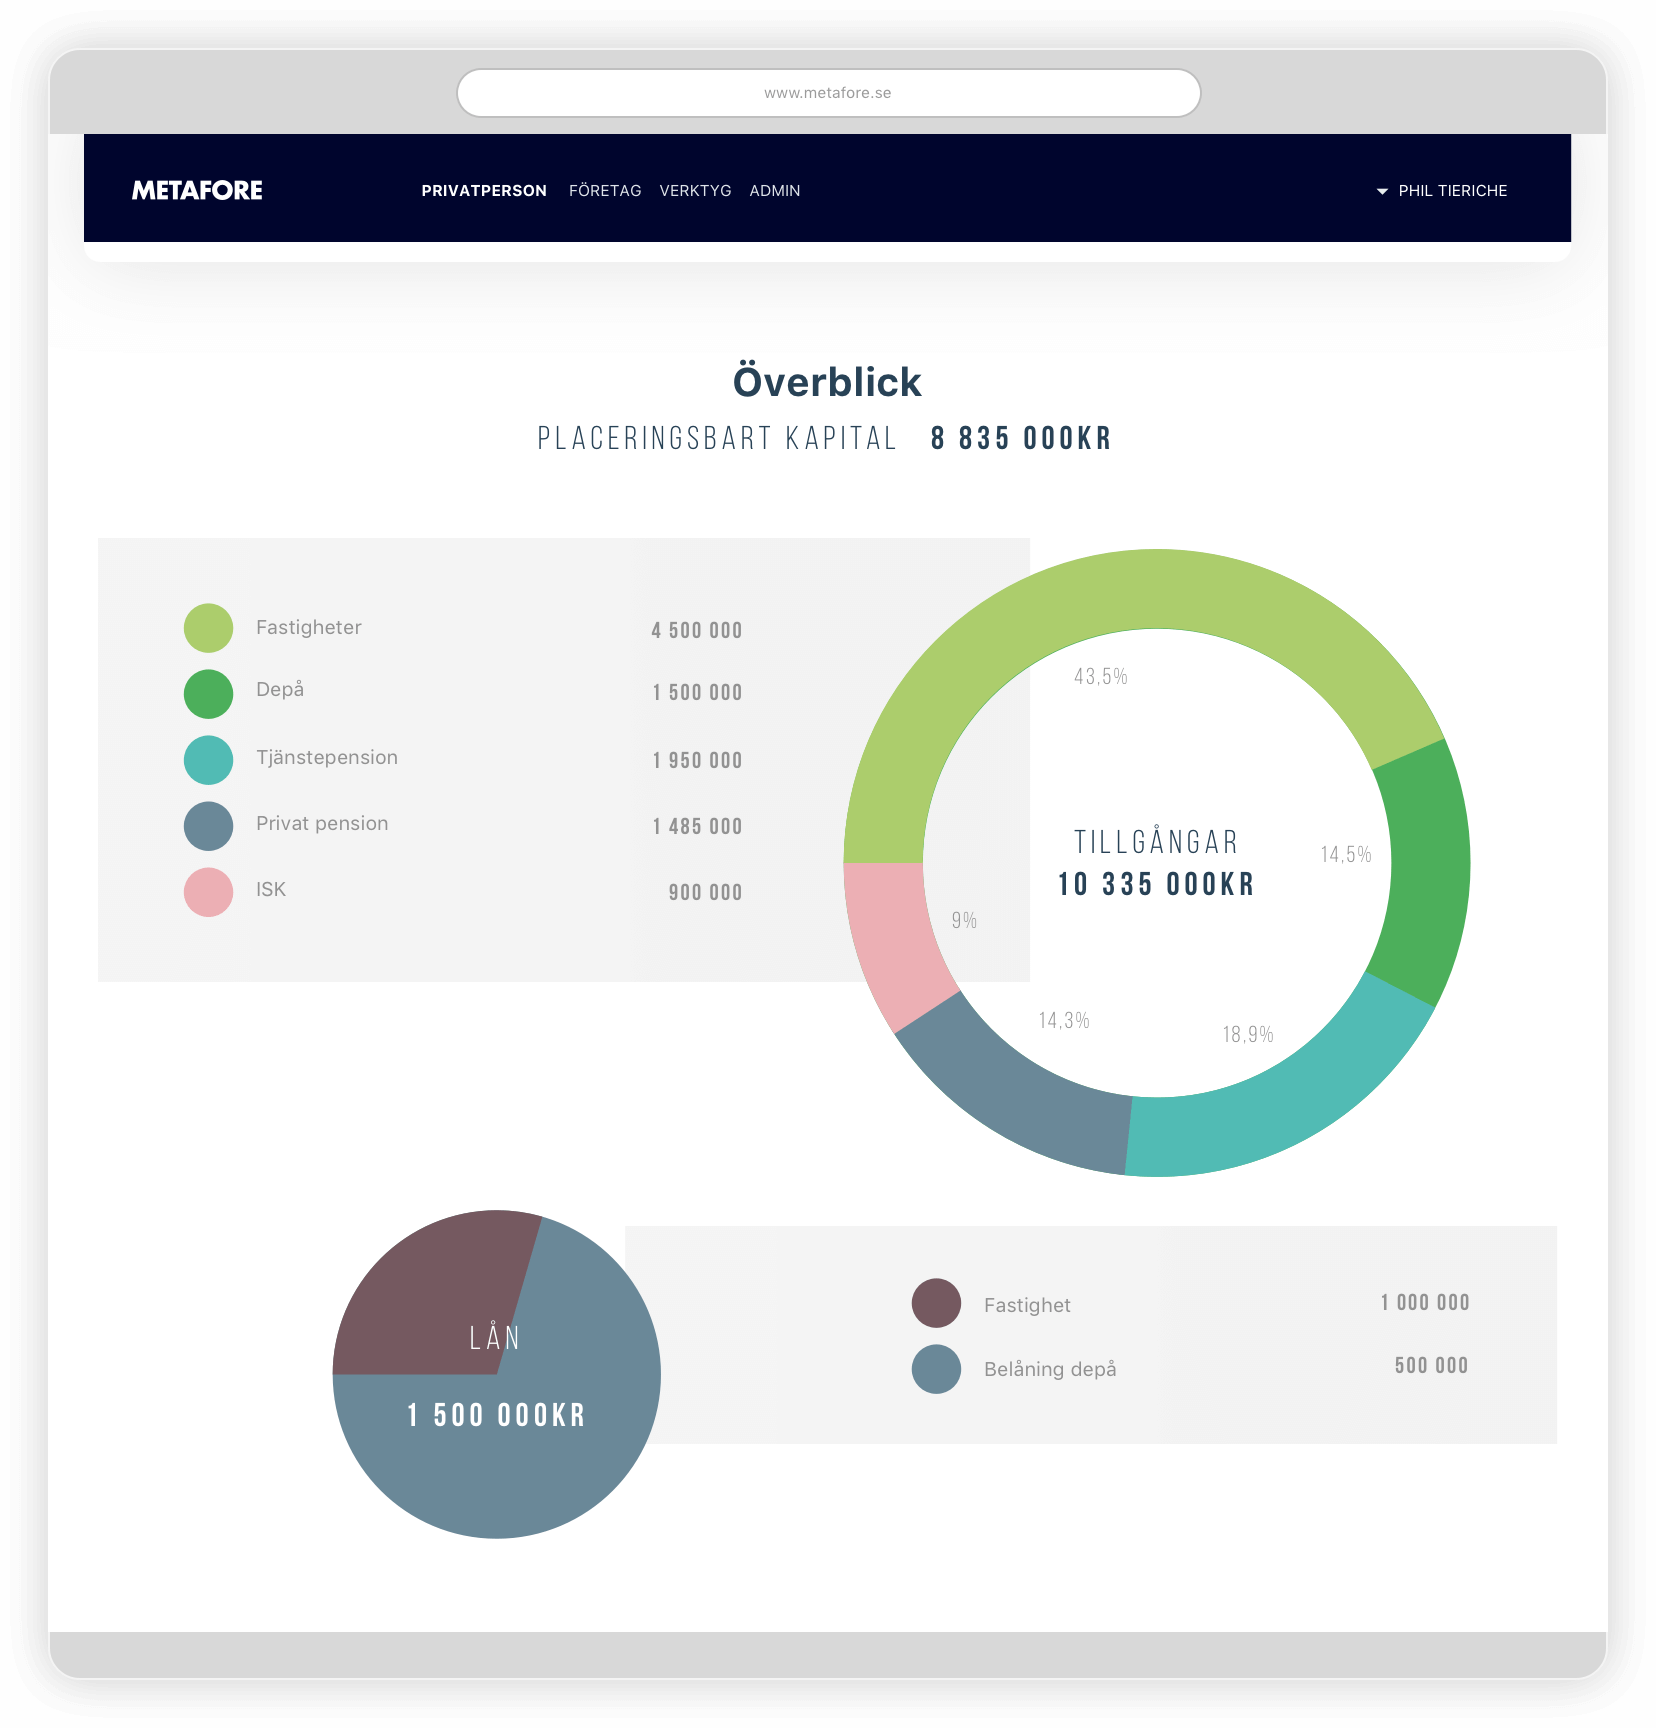 www.metafore.se
METAFORE PRIVATPERSON FÖRETAG VERKTYG ADMIN PHIL TIERICHE
Överblick
PLACERINGSBART KAPITAL 8 835 000KR
Fastigheter 4 500 000
Depå 1 500 000
Tjänstepension 1 950 000
Privat pension 1 485 000
ISK 900 000
43,5%
TILLGÅNGAR
10 335 000KR
14,5%
9%
14,3%
18,9%
LÅN
1 500 000KR
Fastighet 1 000 000
Belåning depå 500 000